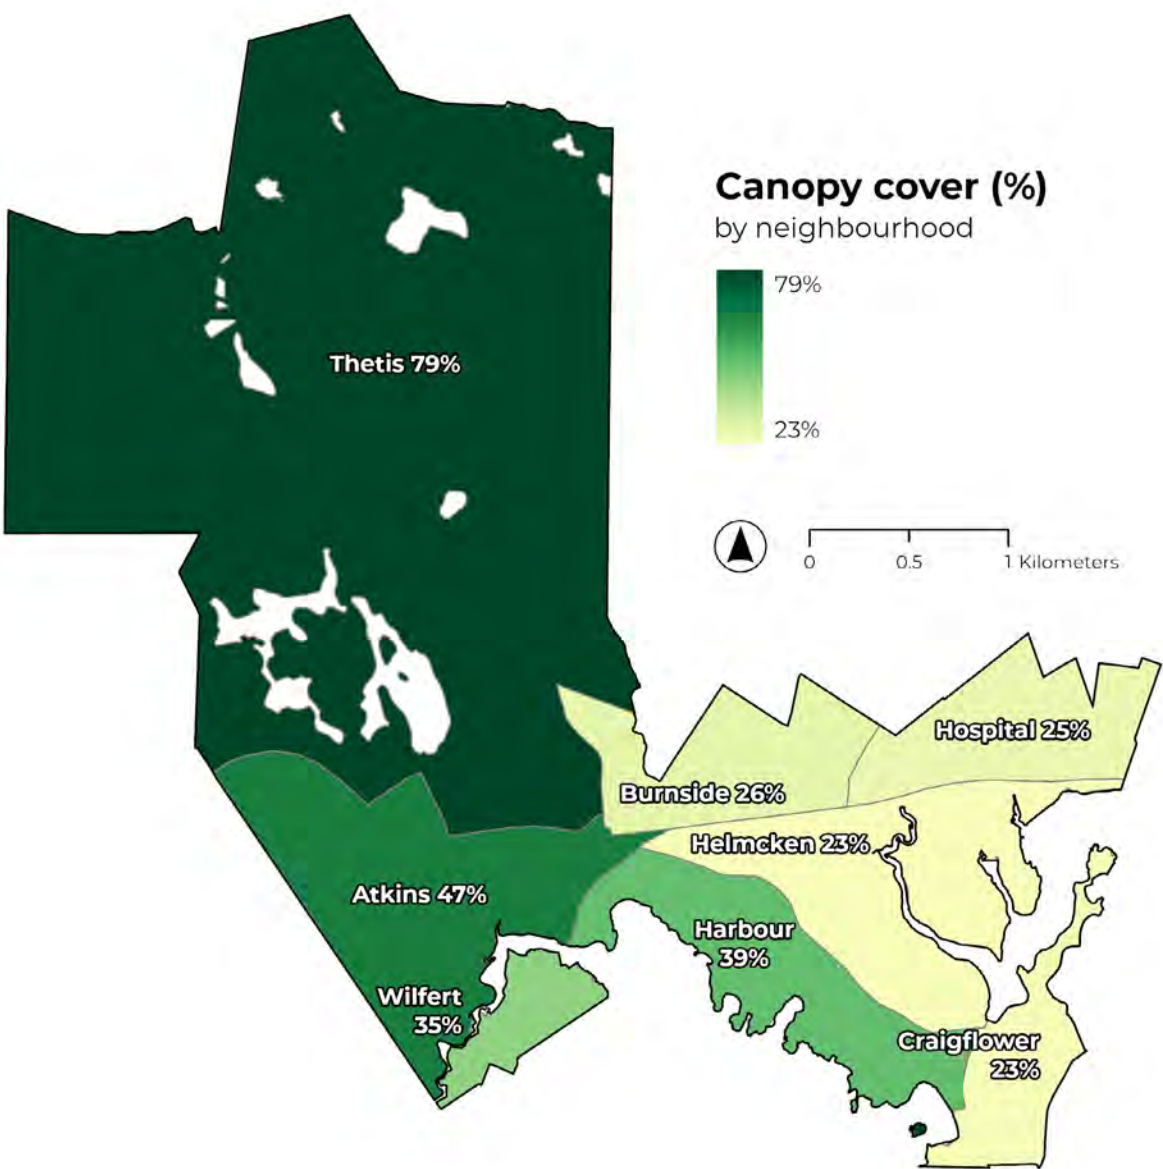 Canopy cover (%)
by neighbourhood
79%
23%
Thetis 79%
0
0.5
1 Kilometers
Hospital 25%
Burnside 26%
Helmcken 23%
Atkins 47%
Harbour
39%
Wilfert
35%
Craigflower
23%